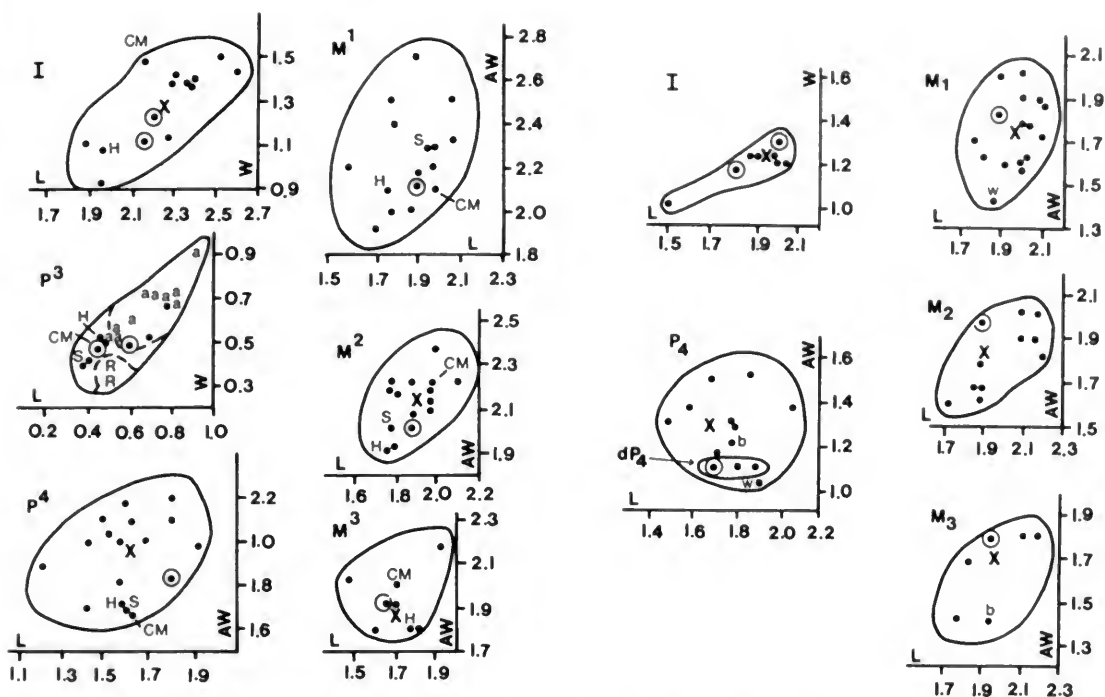 I
CM
H
L
W
1.5
1.3
1.1
0.9
1.7 1.9 2.1 2.3 2.5 2.7
P3
a
a a a a
a
a
a
a a
H
CM
S
R
R
L
W
0.9
0.7
0.5
0.3
0.2 0.4 0.6 0.8 1.0
P4
H S
CM
L
AW
2.2
1.0
1.8
1.6
1.1 1.3 1.5 1.7 1.9
M1
S
H
CM
L
AW
2.8
2.6
2.4
2.2
2.0
1.8
1.5 1.7 1.9 2.1 2.3
M2
CM
S
H
L
AW
2.5
2.3
2.1
1.9
1.6 1.8 2.0 2.2
M3
CM
H
L
AW
2.3
2.1
1.9
1.7
1.5 1.7 1.9
I
L
W
1.6
1.4
1.2
1.0
1.5 1.7 1.9 2.1
P4
b
dP4
w
L
AW
1.6
1.4
1.2
1.0
1.4 1.6 1.8 2.0 2.2
M1
w
L
AW
2.1
1.9
1.7
1.5
1.3
1.7 1.9 2.1
M2
L
AW
2.1
1.9
1.7
1.5
1.7 1.9 2.1 2.3
M3
b
L
AW
1.9
1.7
1.5
1.3
1.7 1.9 2.1 2.3